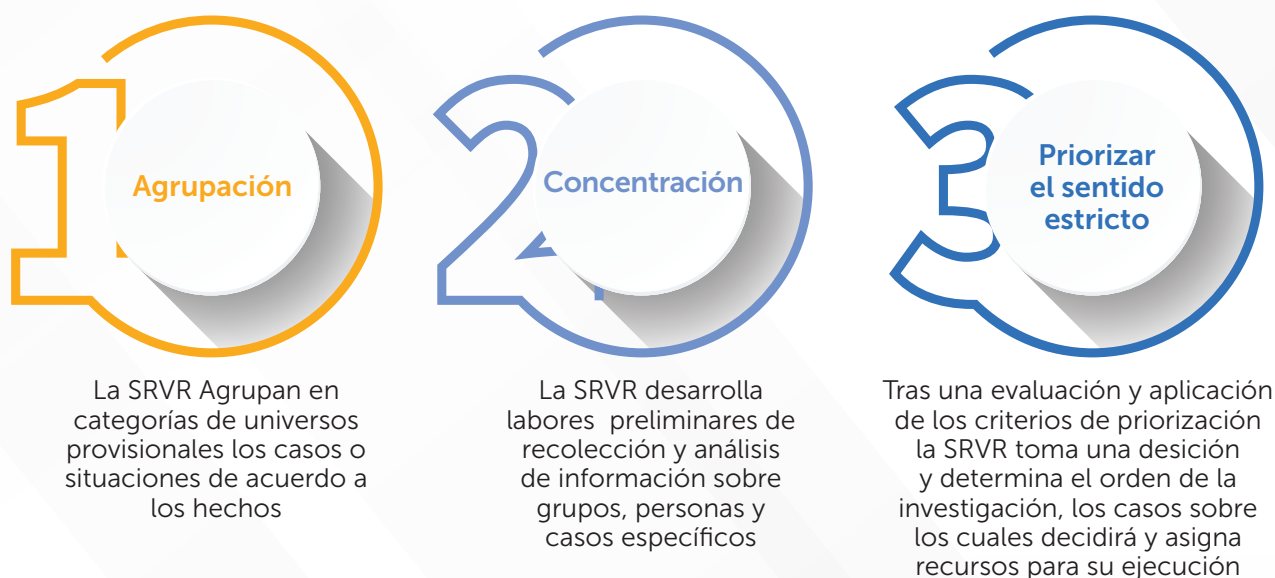 1
Agrupación
La SRVR Agrupan en
categorías de universos
provisionales los casos o
situaciones de acuerdo a
los hechos
2
Concentración
La SRVR desarrolla
labores preliminares de
recolección y análisis
de información sobre
grupos, personas y
casos específicos
3
Priorizar
el sentido
estricto
Tras una evaluación y aplicación
de los criterios de priorización
la SRVR toma una desición
y determina el orden de la
investigación, los casos sobre
los cuales decidirá y asigna
recursos para su ejecución